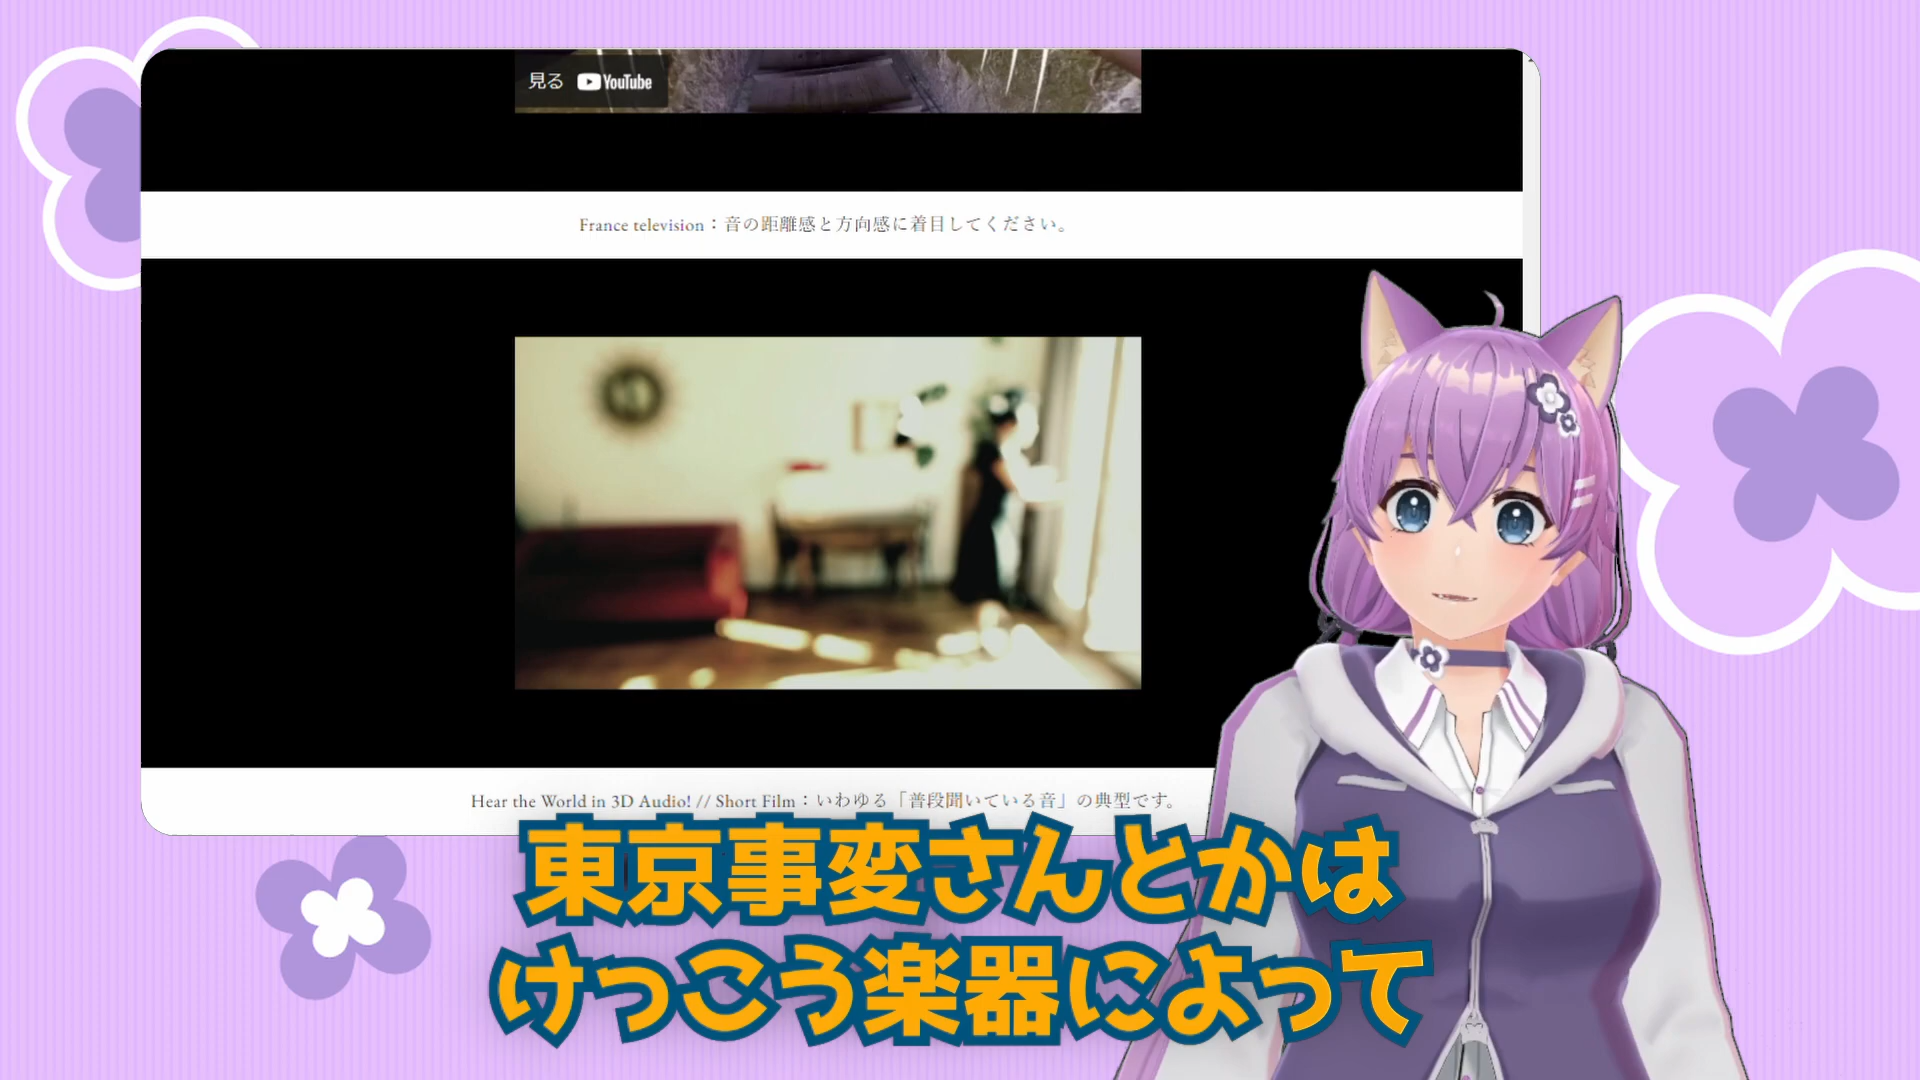 見る YouTube
France television：音の距離感と方向感に着目してください。
Hear the World in 3D Audio! // Short Film：いわゆる「普段聞いている音」の典型です。
東京事変さんとかは
けっこう楽器によって